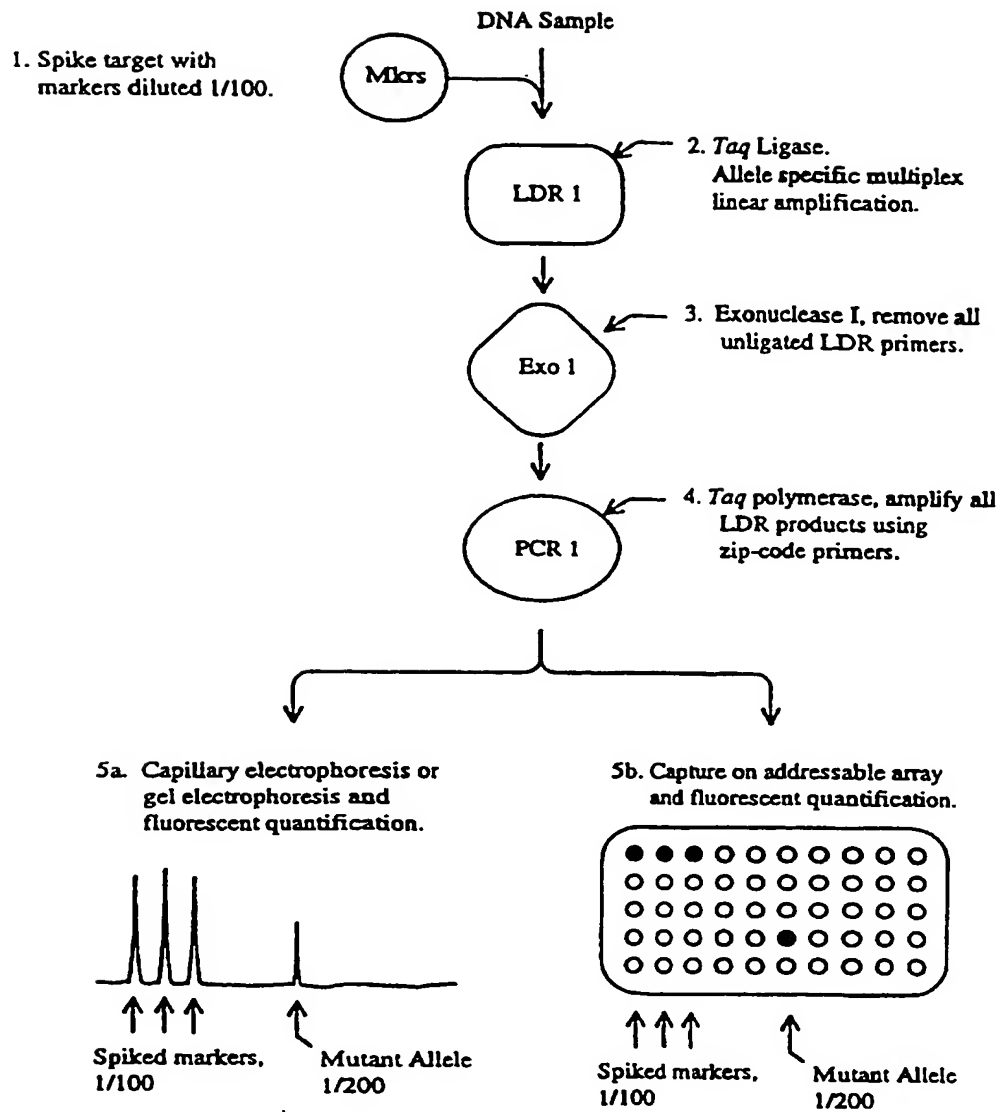 DNA Sample
1. Spike target with
markers diluted 1/100.
Mkrs
2. Taq Ligase.
Allele specific multiplex
linear amplification.
LDR 1
3. Exonuclease I, remove all
unligated LDR primers.
Exo 1
4. Taq polymerase, amplify all
LDR products using
zip-code primers.
PCR 1
5a. Capillary electrophoresis or
gel electrophoresis and
fluorescent quantification.
5b. Capture on addressable array
and fluorescent quantification.
Spiked markers,
1/100
Mutant Allele
1/200
Spiked markers,
1/100
Mutant Allele
1/200